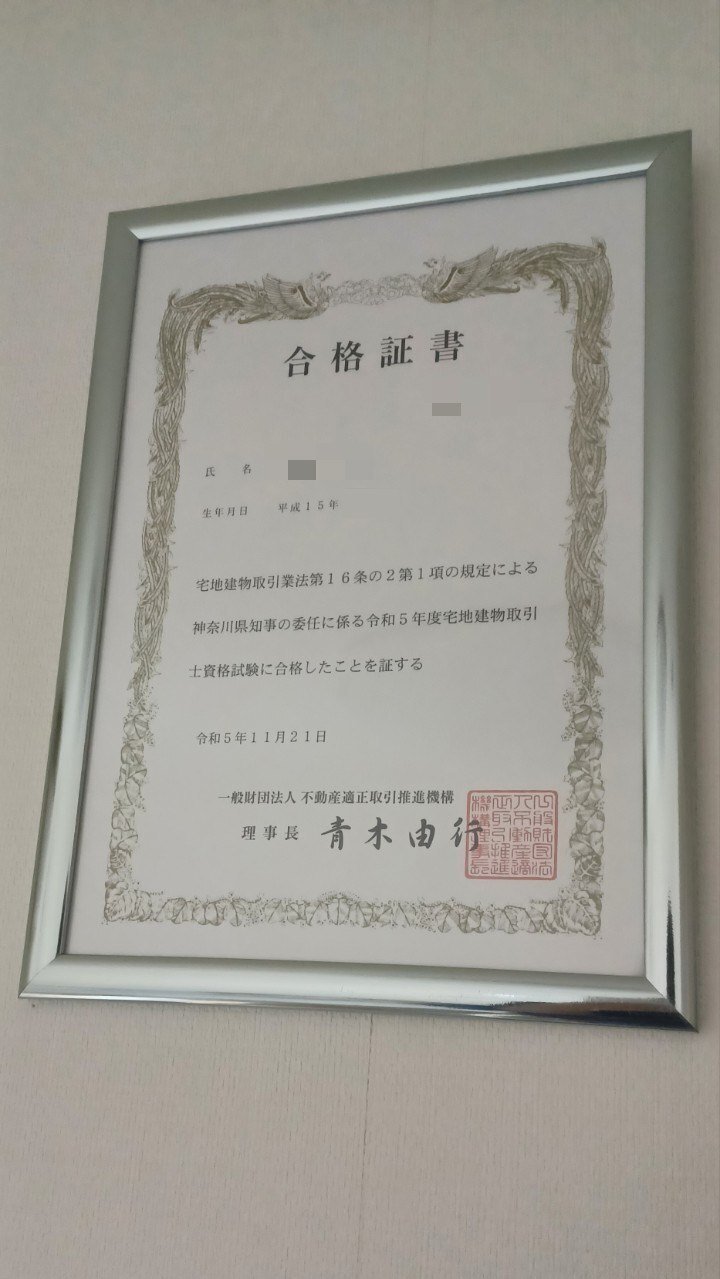 合格証書
氏 名
生年月日 平成15年
宅地建物取引業法第16条の2第1項の規定による
神奈川県知事の委任に係る令和5年度宅地建物取引
士資格試験に合格したことを証する
令和5年11月21日
一般財団法人 不動産適正取引推進機構
理事長 青木由行